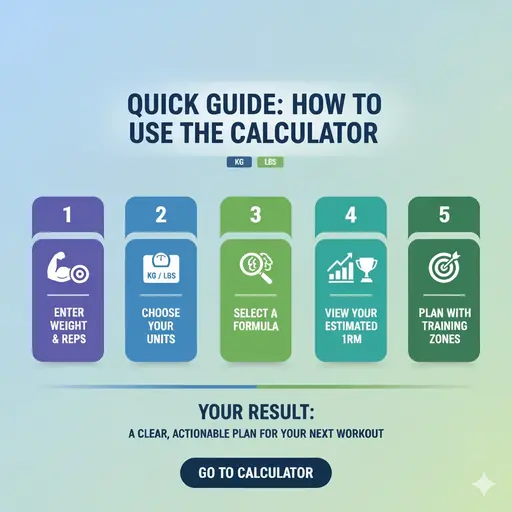 QUICK GUIDE: HOW TO
USE THE CALCULATOR
KG LBS
1
ENTER
WEIGHT
& REPS
2
KG / LBS
CHOOSE
YOUR
UNITS
3
SELECT A
FORMULA
4
VIEW YOUR
ESTIMATED
1RM
5
PLAN WITH
TRAINING
ZONES
YOUR RESULT:
A CLEAR, ACTIONABLE PLAN FOR YOUR NEXT WORKOUT
GO TO CALCULATOR